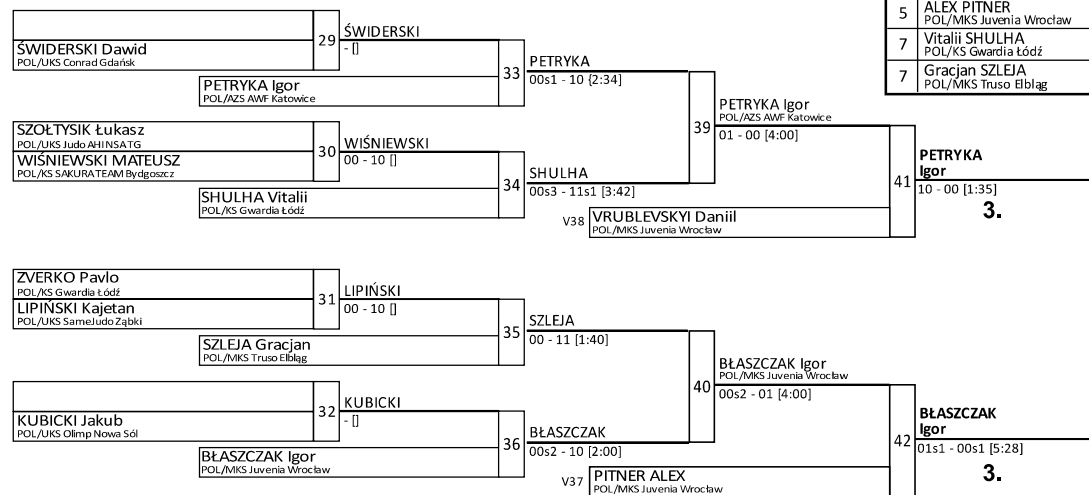 5 ALEX PITNER
POL/MKS Juvenia Wrocław
7 Vitalii SHULHA
POL/KS Gwardia Łódź
7 Gracjan SZLEJA
POL/MKS Truso Elbląg
ŚWIDERSKI Dawid
POL/UKS Conrad Gdańsk
29
ŚWIDERSKI
- []
PETRYKA Igor
POL/AZS AWF Katowice
33
PETRYKA
00s1 - 10 [2:34]
SZOŁTYSIK Łukasz
POL/UKS Judo AHINSATG
WIŚNIEWSKI MATEUSZ
POL/KS SAKURATEAM Bydgoszcz
30
WIŚNIEWSKI
00 - 10 []
SHULHA Vitalii
POL/KS Gwardia Łódź
34
SHULHA
00s3 - 11s1 [3:42]
39
PETRYKA Igor
POL/AZS AWF Katowice
01 - 00 [4:00]
V38
VRUBLEVSKYI Daniil
POL/MKS Juvenia Wrocław
41
PETRYKA
Igor
10 - 00 [1:35]
3.
ZVERKO Pavlo
POL/KS Gwardia Łódź
LIPIŃSKI Kajetan
POL/UKS SameJudo Ząbki
31
LIPIŃSKI
00 - 10 []
SZLEJA Gracjan
POL/MKS Truso Elbląg
35
SZLEJA
00 - 11 [1:40]
KUBICKI Jakub
POL/UKS Olimp Nowa Sól
32
KUBICKI
- []
BŁASZCZAK Igor
POL/MKS Juvenia Wrocław
36
BŁASZCZAK
00s2 - 10 [2:00]
40
BŁASZCZAK Igor
POL/MKS Juvenia Wrocław
00s2 - 01 [4:00]
V37
PITNER ALEX
POL/MKS Juvenia Wrocław
42
BŁASZCZAK
Igor
01s1 - 00s1 [5:28]
3.